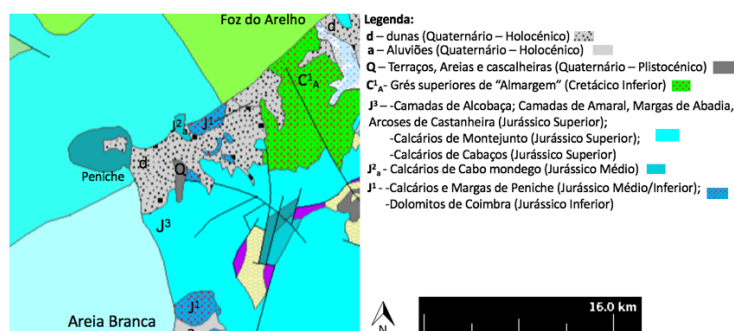 Foz do Arelho
d
C¹A
J²a
J¹
d
Q
Peniche
J³
J¹
Areia Branca
a
Legenda:
d – dunas (Quaternário – Holocénico)
a – Aluviões (Quaternário – Holocénico)
Q – Terraços, Areias e cascalheiras (Quaternário – Plistocénico)
C¹A- Grés superiores de "Almargem" (Cretácico Inferior)
J³ – -Camadas de Alcobaça; Camadas de Amaral, Margas de Abadia,
Arcoses de Castanheira (Jurássico Superior);
-Calcários de Montejunto (Jurássico Superior);
-Calcários de Cabaços (Jurássico Superior)
J²a - -Calcários de Cabo mondego (Jurássico Médio)
J¹ - -Calcários e Margas de Peniche (Jurássico Médio/Inferior);
-Dolomitos de Coimbra (Jurássico Inferior)
N
16.0 km